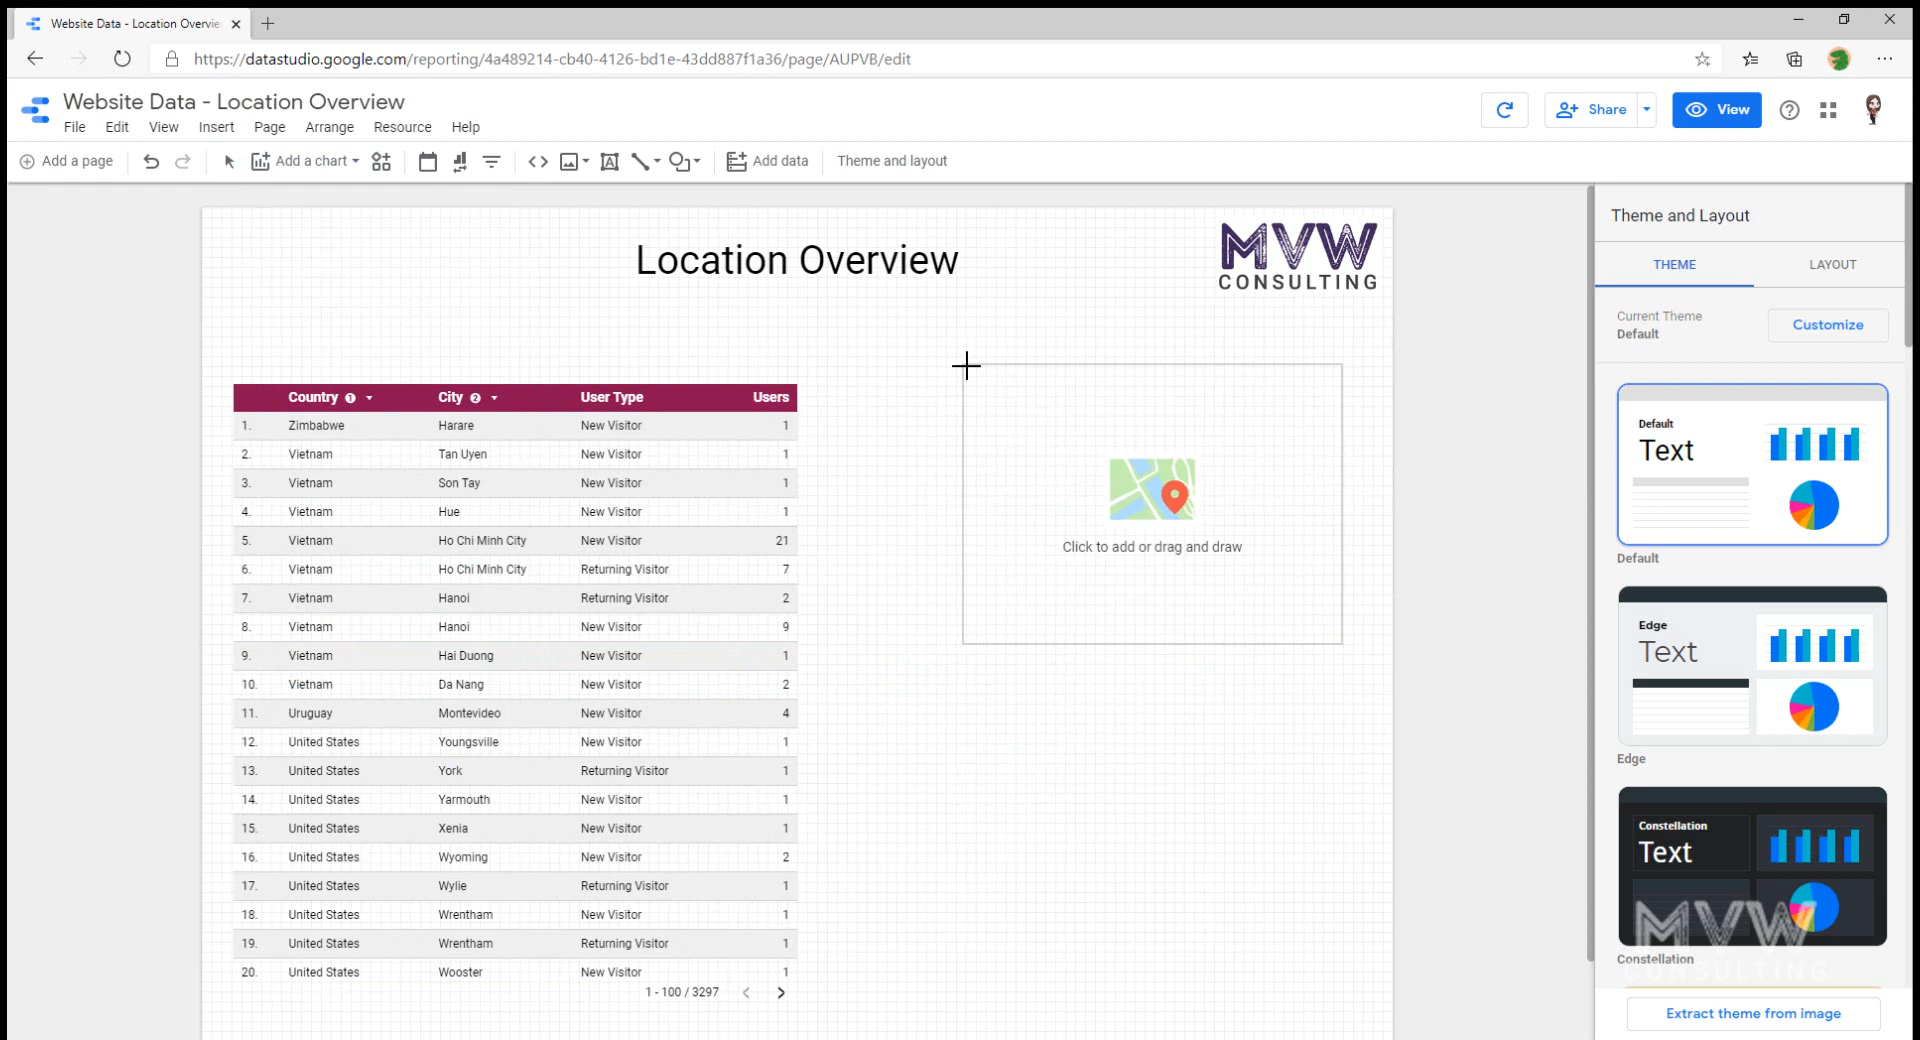 Website Data - Location Overvie
https://datastudio.google.com/reporting/4a489214-cb40-4126-bd1e-43dd887f1a36/page/AUPVB/edit
Website Data - Location Overview
File Edit View Insert Page Arrange Resource Help
Share View
Add a page Add a chart Add data Theme and layout
Location Overview
MVW
CONSULTING
Country 1 City 2 User Type Users
1. Zimbabwe Harare New Visitor 1
2. Vietnam Tan Uyen New Visitor 1
3. Vietnam Son Tay New Visitor 1
4. Vietnam Hue New Visitor 1
5. Vietnam Ho Chi Minh City New Visitor 21
6. Vietnam Ho Chi Minh City Returning Visitor 7
7. Vietnam Hanoi Returning Visitor 2
8. Vietnam Hanoi New Visitor 9
9. Vietnam Hai Duong New Visitor 1
10. Vietnam Da Nang New Visitor 2
11. Uruguay Montevideo New Visitor 4
12. United States Youngsville New Visitor 1
13. United States York Returning Visitor 1
14. United States Yarmouth New Visitor 1
15. United States Xenia New Visitor 1
16. United States Wyoming New Visitor 2
17. United States Wylie Returning Visitor 1
18. United States Wrentham New Visitor 1
19. United States Wrentham Returning Visitor 1
20. United States Wooster New Visitor 1
1 - 100 / 3297
Click to add or drag and draw
Theme and Layout
THEME LAYOUT
Current Theme
Default
Customize
Default
Text
Default
Edge
Text
Edge
Constellation
Text
Constellation
MVW
CONSULTING
Extract theme from image